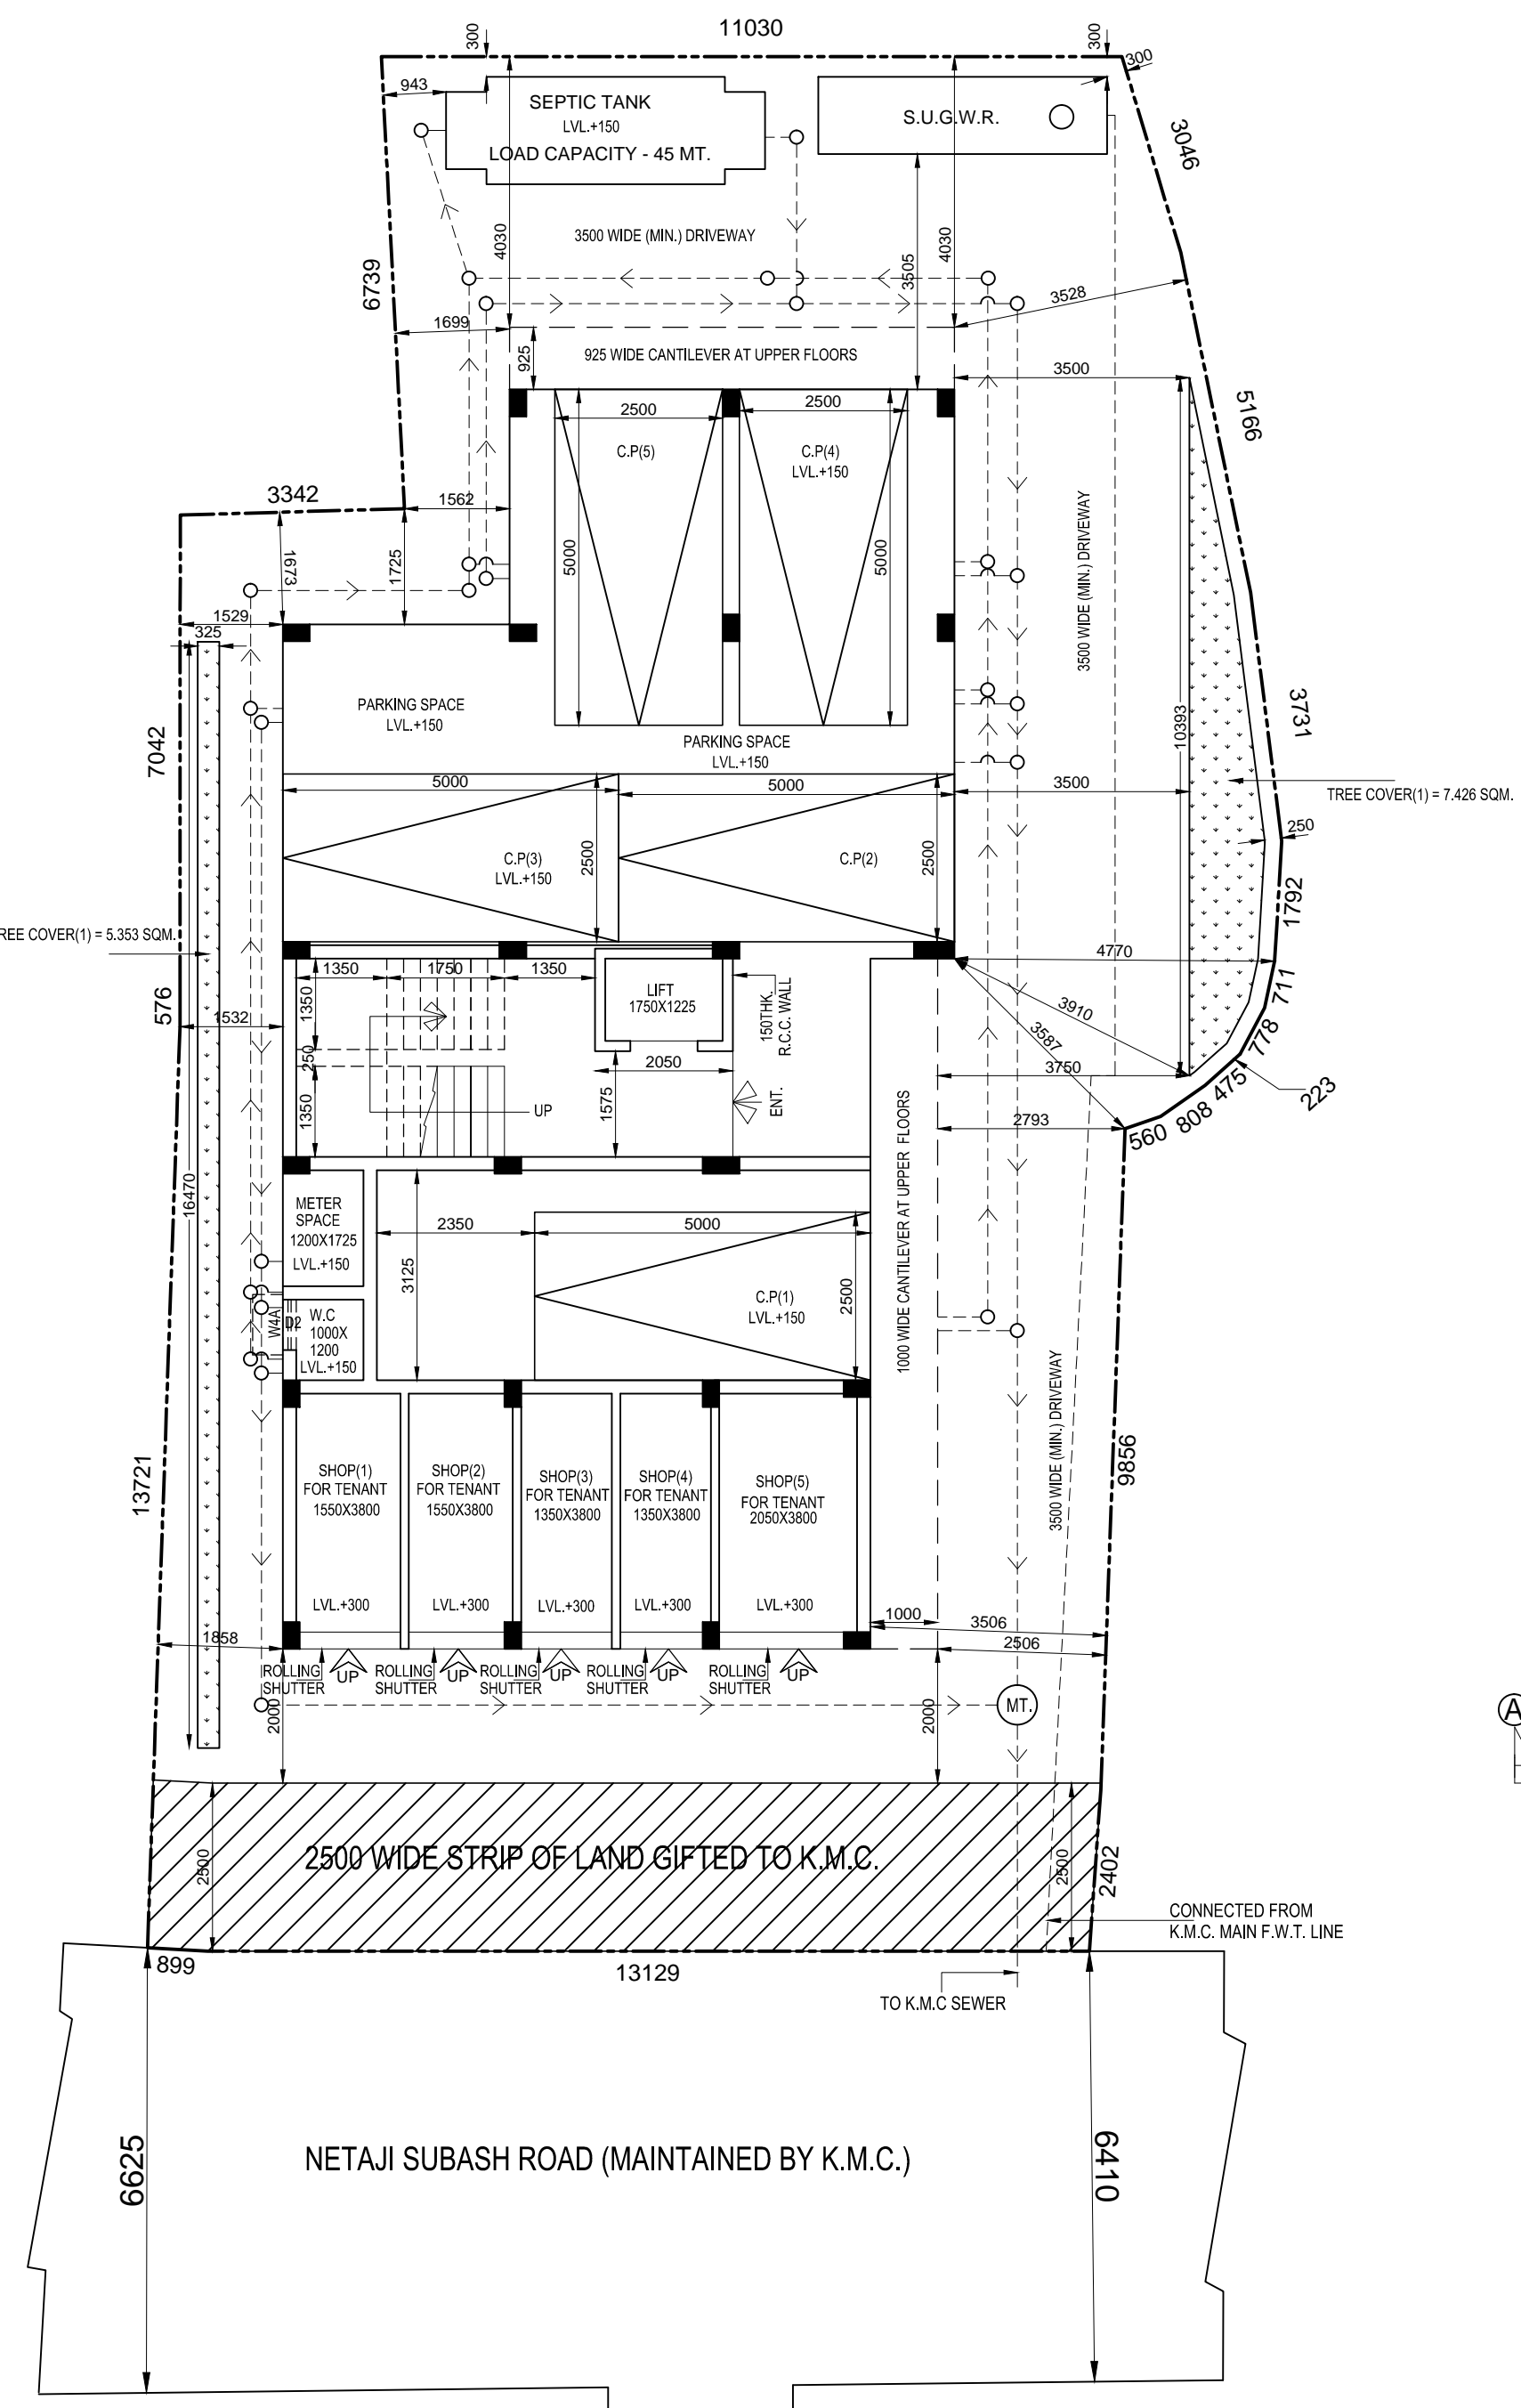 11030
300
300
300
943
SEPTIC TANK
LVL.+150
LOAD CAPACITY - 45 MT.
S.U.G.W.R.
3046
3500 WIDE (MIN.) DRIVEWAY
4030
3505
4030
6739
3528
1699
925
925 WIDE CANTILEVER AT UPPER FLOORS
3500
5166
2500
2500
C.P(5)
C.P(4)
LVL.+150
3342
1562
1673
1725
5000
5000
3500 WIDE (MIN.) DRIVEWAY
1529
325
PARKING SPACE
LVL.+150
PARKING SPACE
LVL.+150
3731
7042
10393
5000
5000
3500
TREE COVER(1) = 7.426 SQM.
250
C.P(3)
LVL.+150
2500
C.P(2)
2500
1792
REE COVER(1) = 5.353 SQM.
4770
1350
1750
1350
LIFT
1750X1225
150THK.
R.C.C. WALL
711
576
1532
1350
250
1350
3910
3587
778
2050
3750
475
223
1575
ENT.
UP
2793
560
808
1000 WIDE CANTILEVER AT UPPER FLOORS
16470
METER
SPACE
1200X1725
LVL.+150
2350
5000
3125
C.P(1)
LVL.+150
2500
W4A
D2
W.C
1000X
1200
LVL.+150
3500 WIDE (MIN.) DRIVEWAY
9856
13721
SHOP(1)
FOR TENANT
1550X3800
SHOP(2)
FOR TENANT
1550X3800
SHOP(3)
FOR TENANT
1350X3800
SHOP(4)
FOR TENANT
1350X3800
SHOP(5)
FOR TENANT
2050X3800
LVL.+300
LVL.+300
LVL.+300
LVL.+300
LVL.+300
1000
3506
2506
1858
ROLLING
SHUTTER
UP
ROLLING
SHUTTER
UP
ROLLING
SHUTTER
UP
ROLLING
SHUTTER
UP
ROLLING
SHUTTER
UP
2000
2000
MT.
A
2500 WIDE STRIP OF LAND GIFTED TO K.M.C.
2500
2500
2402
CONNECTED FROM
K.M.C. MAIN F.W.T. LINE
899
13129
TO K.M.C SEWER
6625
NETAJI SUBASH ROAD (MAINTAINED BY K.M.C.)
6410